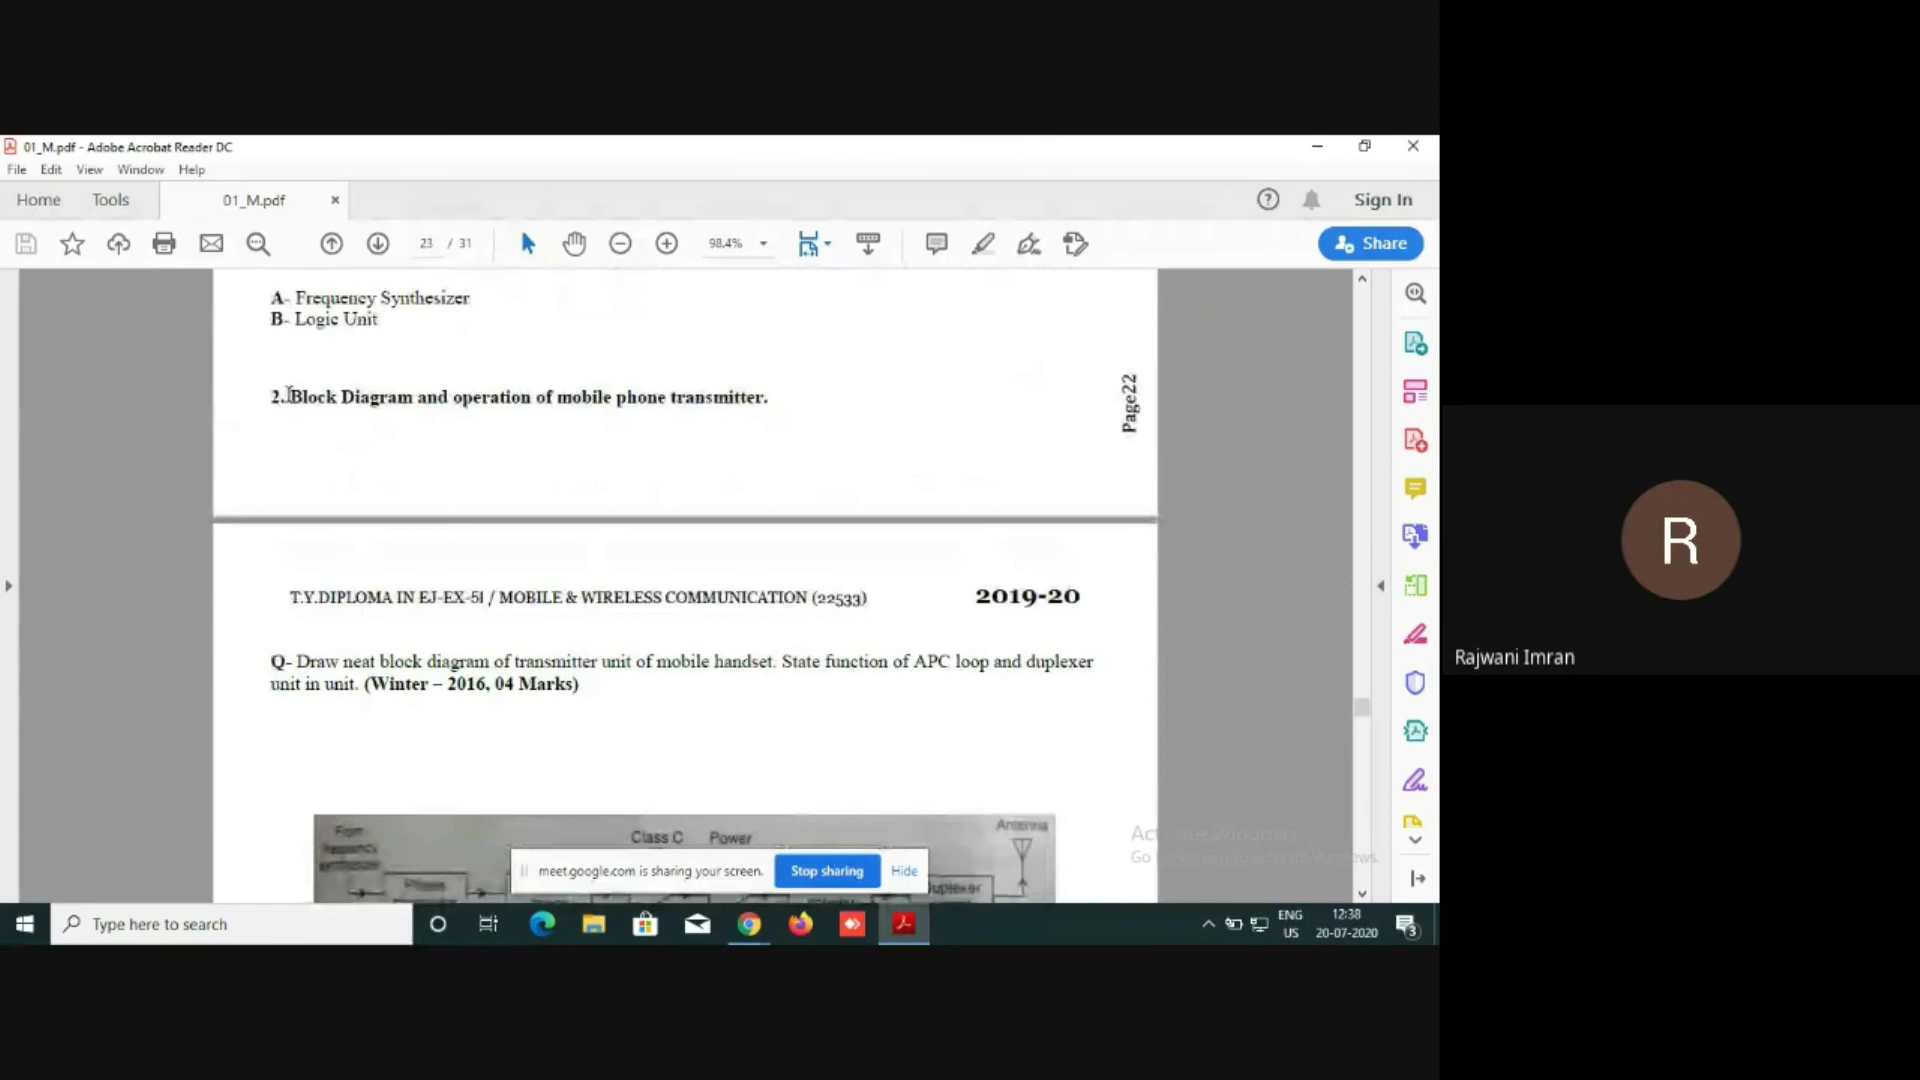 01_M.pdf - Adobe Acrobat Reader DC
File Edit View Window Help
Home Tools 01_M.pdf × Sign In
23 / 31 98.4% Share
A- Frequency Synthesizer
B- Logic Unit
2. Block Diagram and operation of mobile phone transmitter.
Page22
T.Y.DIPLOMA IN EJ-EX-5I / MOBILE & WIRELESS COMMUNICATION (22533) 2019-20
Q- Draw neat block diagram of transmitter unit of mobile handset. State function of APC loop and duplexer
unit in unit. (Winter – 2016, 04 Marks)
From
Class C Power
Antenna
Phase
meet.google.com is sharing your screen. Stop sharing Hide
Activate Windows
Type here to search
ENG
US
12:38
20-07-2020
3
R
Rajwani Imran